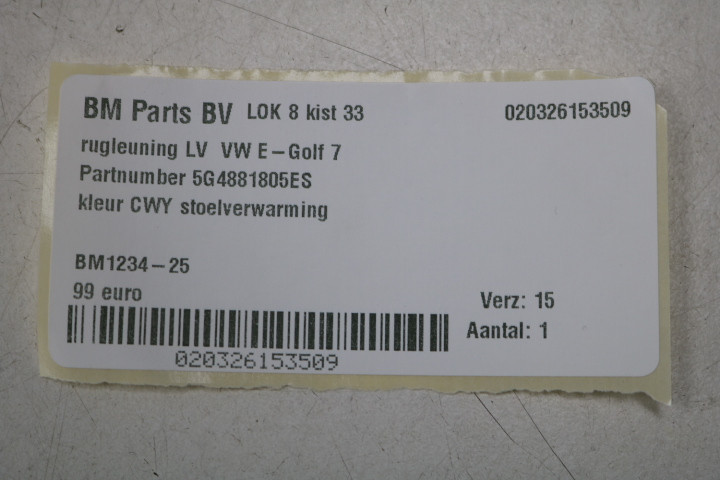 BM Parts BV LOK 8 kist 33 020326153509
rugleuning LV VW E-Golf 7
Partnumber 5G4881805ES
kleur CWY stoelverwarming
BM1234-25
99 euro
Verz: 15
Aantal: 1
020326153509